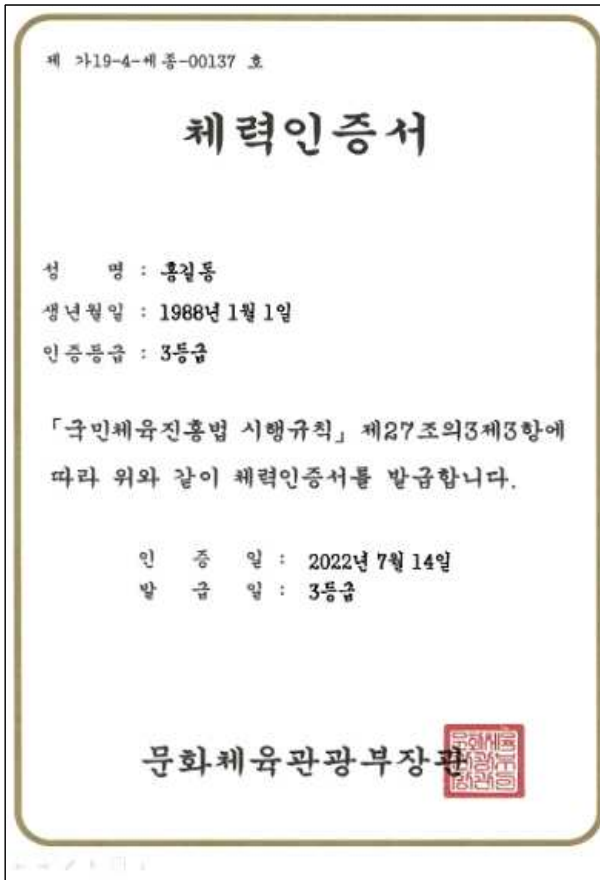 제 가19-4-세종-00137 호
체력인증서
성 명 : 홍길동
생년월일 : 1988년 1월 1일
인증등급 : 3등급
「국민체육진흥법 시행규칙」 제27조의3제3항에
따라 위와 같이 체력인증서를 발급합니다.
인 증 일 : 2022년 7월 14일
발 급 일 : 3등급
문화체육관광부장관